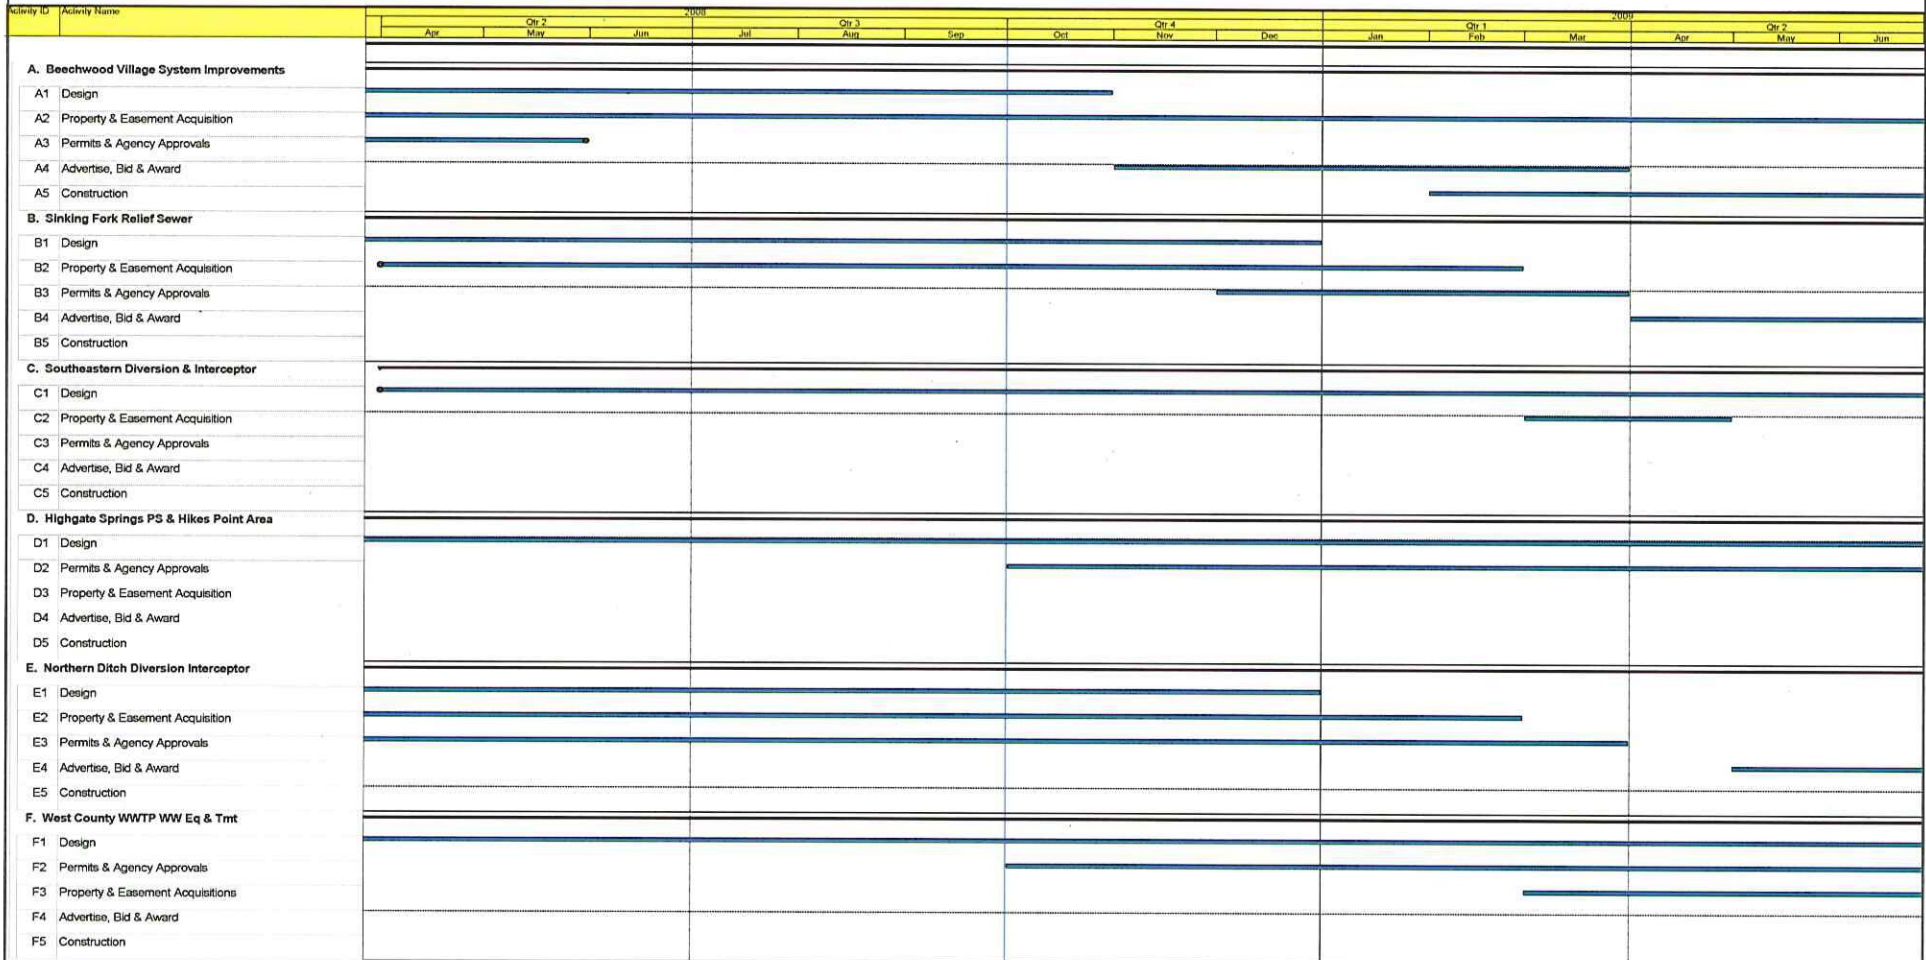 Activity ID Activity Name 2008 2009
Qtr 2 Qtr 3 Qtr 4 Qtr 1 Qtr 2
Apr May Jun Jul Aug Sep Oct Nov Dec Jan Feb Mar Apr May Jun
A. Beechwood Village System Improvements
A1 Design
A2 Property & Easement Acquisition
A3 Permits & Agency Approvals
A4 Advertise, Bid & Award
A5 Construction
B. Sinking Fork Relief Sewer
B1 Design
B2 Property & Easement Acquisition
B3 Permits & Agency Approvals
B4 Advertise, Bid & Award
B5 Construction
C. Southeastern Diversion & Interceptor
C1 Design
C2 Property & Easement Acquisition
C3 Permits & Agency Approvals
C4 Advertise, Bid & Award
C5 Construction
D. Highgate Springs PS & Hikes Point Area
D1 Design
D2 Permits & Agency Approvals
D3 Property & Easement Acquisition
D4 Advertise, Bid & Award
D5 Construction
E. Northern Ditch Diversion Interceptor
E1 Design
E2 Property & Easement Acquisition
E3 Permits & Agency Approvals
E4 Advertise, Bid & Award
E5 Construction
F. West County WWTP WW Eq & Tmt
F1 Design
F2 Permits & Agency Approvals
F3 Property & Easement Acquisitions
F4 Advertise, Bid & Award
F5 Construction